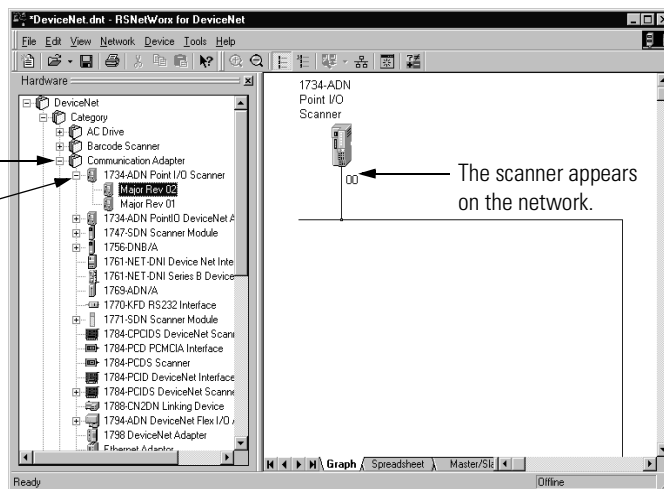 *DeviceNet.dnt - RSNetWorx for DeviceNet
File Edit View Network Device Tools Help
Hardware
DeviceNet
Category
AC Drive
Barcode Scanner
Communication Adapter
1734-ADN Point I/O Scanner
Major Rev 02
Major Rev 01
1734-ADN PointIO DeviceNet A
1747-SDN Scanner Module
1756-DNB/A
1761-NET-DNI Device Net Inte
1761-NET-DNI Series B Device
1769-ADN/A
1770-KFD RS232 Interface
1771-SDN Scanner Module
1784-CPCIDS DeviceNet Scan
1784-PCD PCMCIA Interface
1784-PCDS Scanner
1784-PCID DeviceNet Interface
1784-PCIDS DeviceNet Scanne
1788-CN2DN Linking Device
1794-ADN DeviceNet Flex I/O
1798 DeviceNet Adapter
Ethernet Adapter
1734-ADN
Point I/O
Scanner
00
The scanner appears
on the network.
Graph Spreadsheet Master/Sla
Ready Offline